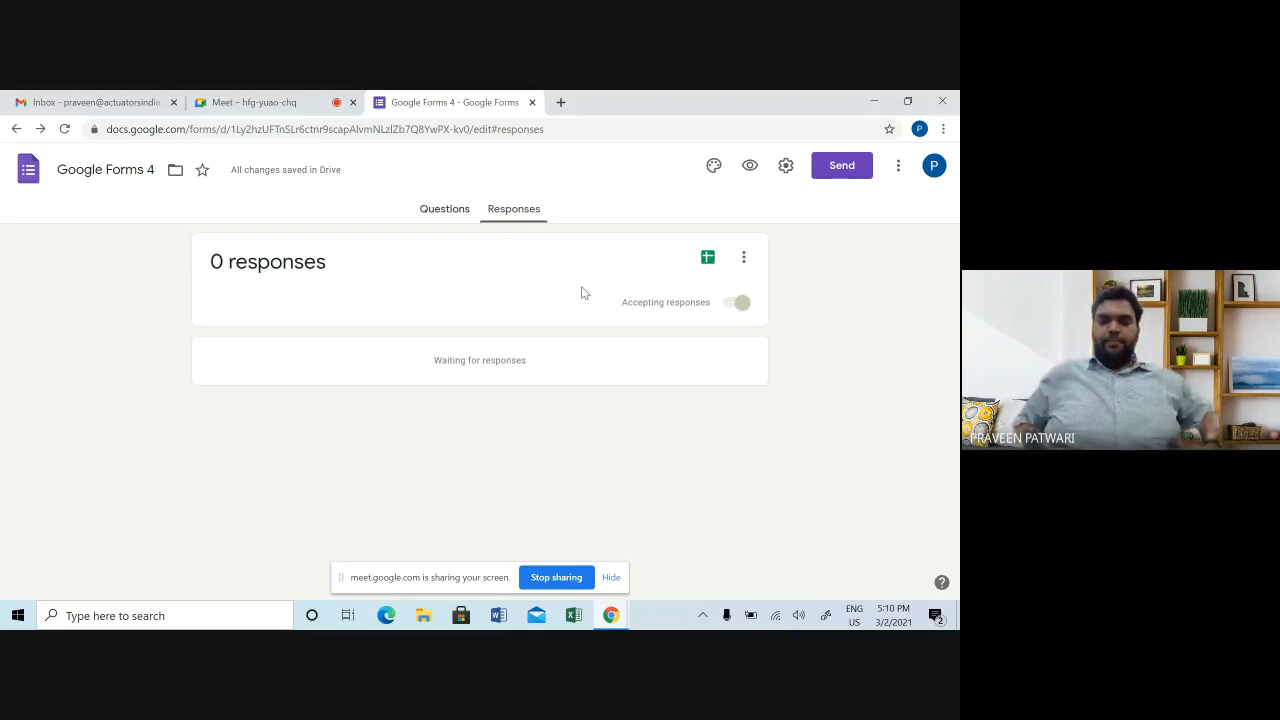 Inbox - praveen@actuatorsindia.
Meet – hfg-yuao-chq
Google Forms 4 - Google Forms
docs.google.com/forms/d/1Ly2hzUFTnSLr6ctnr9scapAlvmNLzlZb7Q8YwPX-kv0/edit#responses
P
Google Forms 4
All changes saved in Drive
Send
P
Questions
Responses
0 responses
Accepting responses
Waiting for responses
PRAVEEN PATWARI
meet.google.com is sharing your screen.
Stop sharing
Hide
Type here to search
ENG
US
5:10 PM
3/2/2021
2